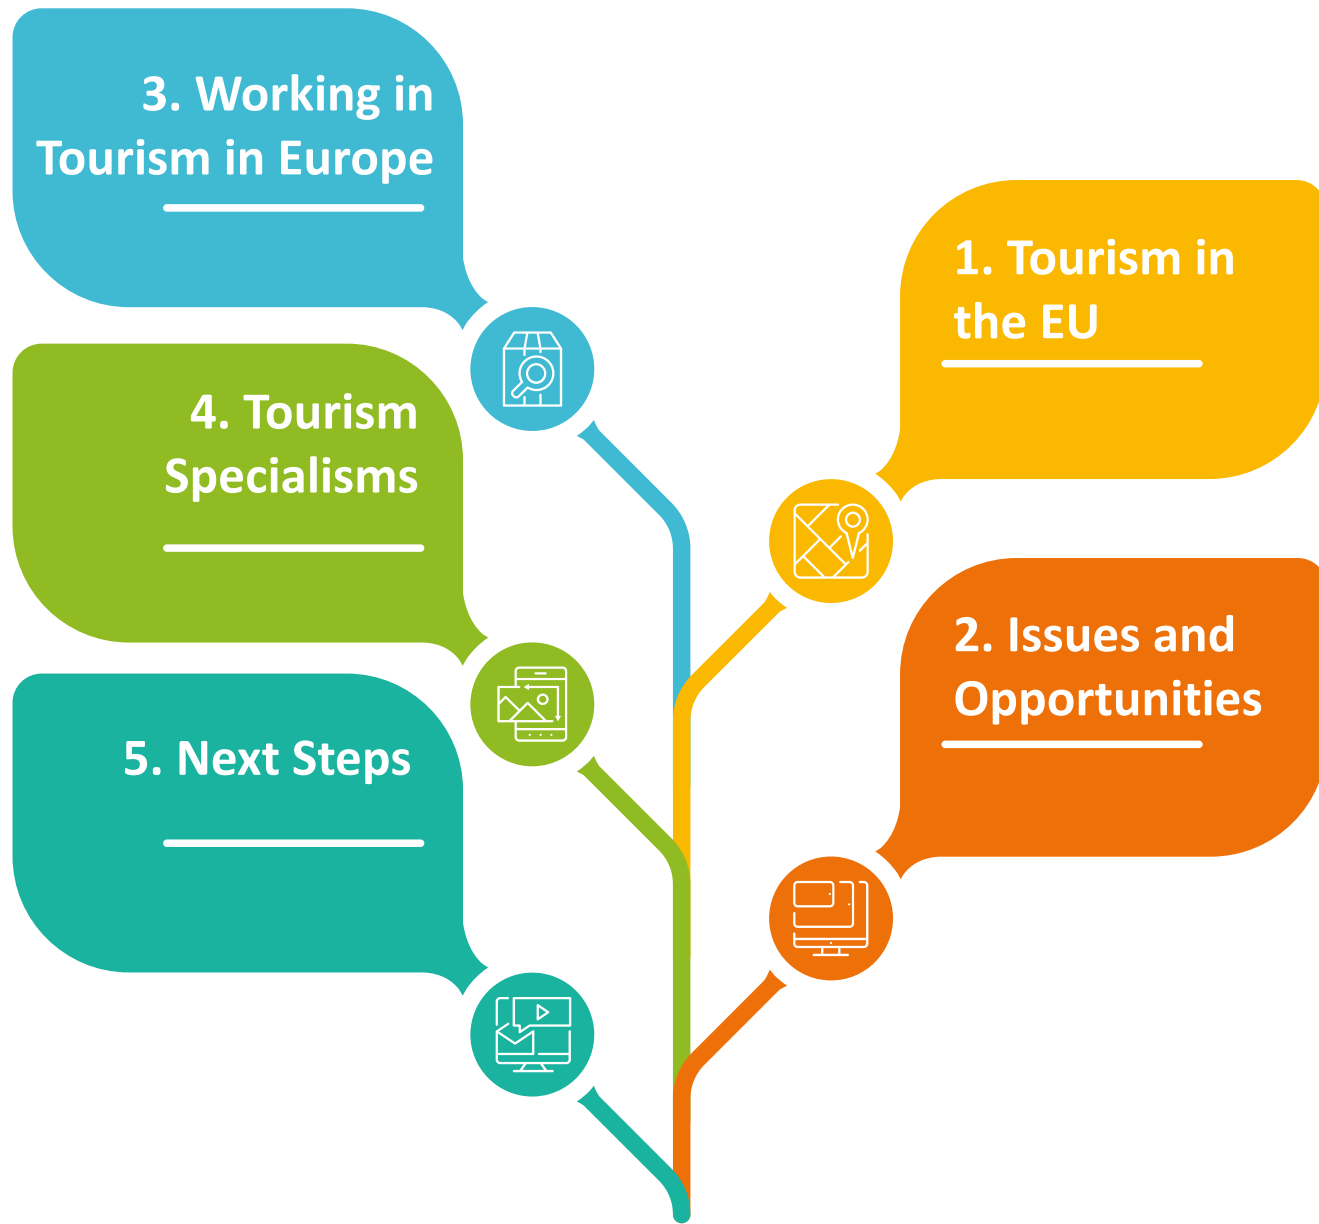 3. Working in
Tourism in Europe
1. Tourism in
the EU
4. Tourism
Specialisms
2. Issues and
Opportunities
5. Next Steps